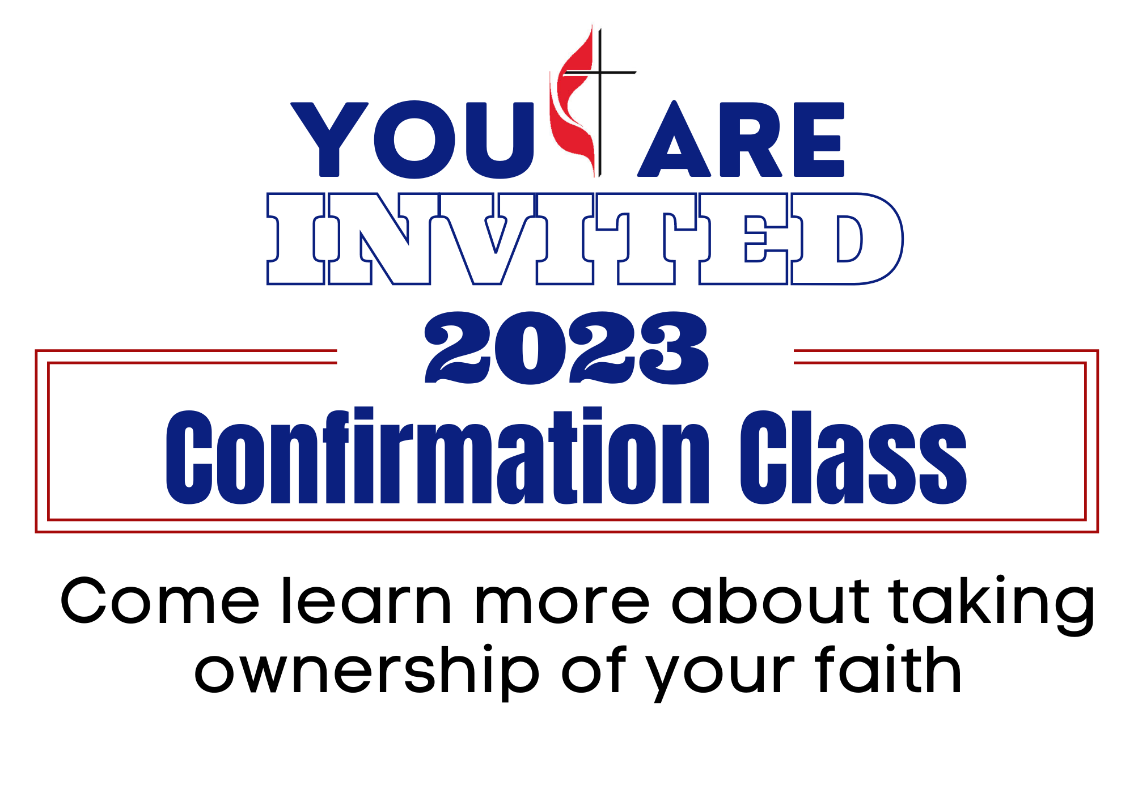 YOU ARE
INVITED
2023
Confirmation Class
Come learn more about taking
ownership of your faith